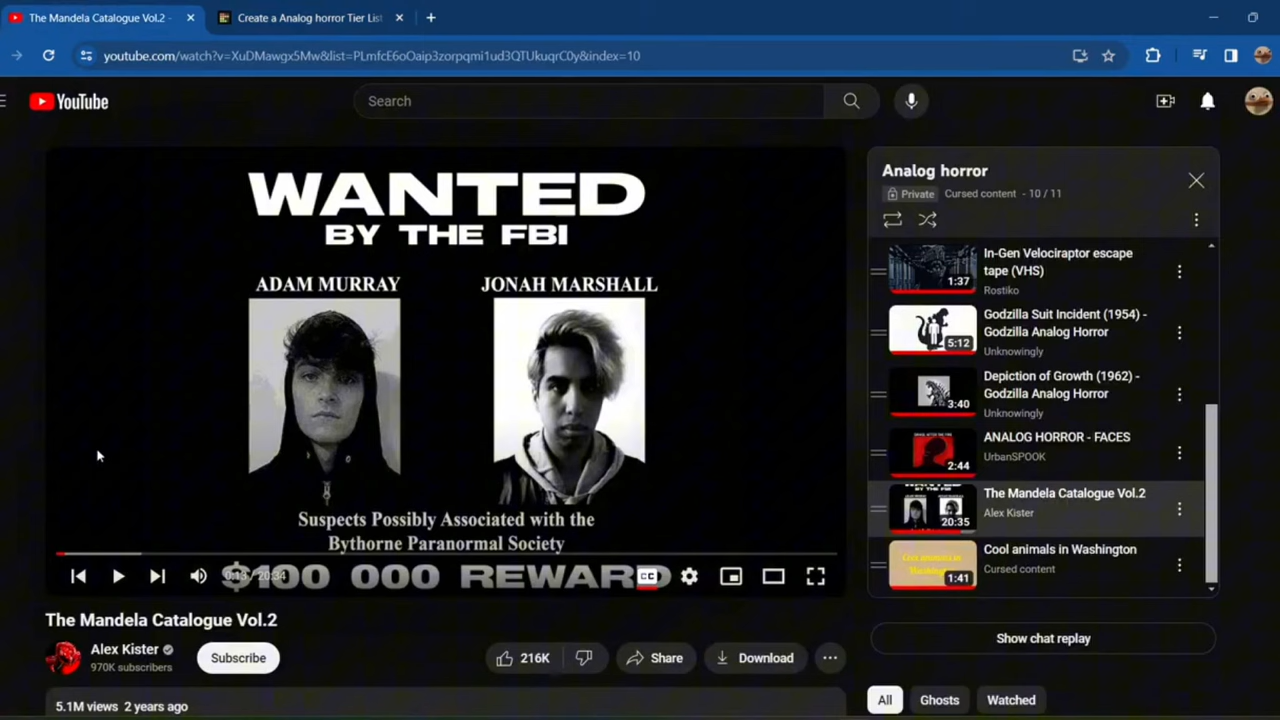 The Mandela Catalogue Vol.2 -
Create a Analog horror Tier List
youtube.com/watch?v=XuDMawgx5Mw&list=PLmfcE6oOaip3zorpqmi1ud3QTUkuqrC0y&index=10
YouTube
Search
WANTED
BY THE FBI
ADAM MURRAY
JONAH MARSHALL
Suspects Possibly Associated with the
Bythorne Paranormal Society
$100 000 REWARD
0:13 / 20:34
CC
The Mandela Catalogue Vol.2
Alex Kister
970K subscribers
Subscribe
216K
Share
Download
5.1M views 2 years ago
Analog horror
Private
Cursed content - 10 / 11
In-Gen Velociraptor escape
tape (VHS)
Rostiko
1:37
Godzilla Suit Incident (1954) -
Godzilla Analog Horror
Unknowingly
5:12
Depiction of Growth (1962) -
Godzilla Analog Horror
Unknowingly
3:40
ANALOG HORROR - FACES
UrbanSPOOK
2:44
The Mandela Catalogue Vol.2
Alex Kister
20:35
Cool animals in Washington
Cursed content
1:41
Show chat replay
All
Ghosts
Watched